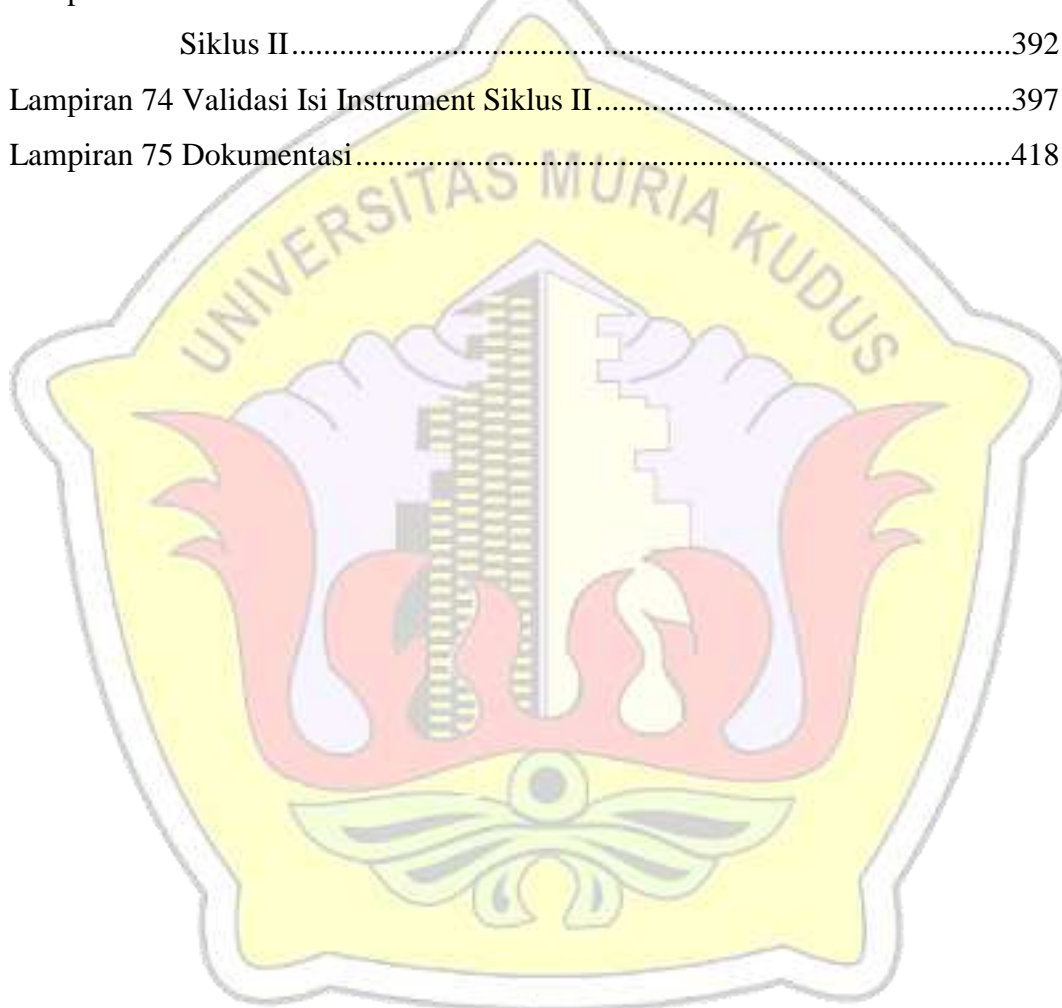 Siklus II.......................................................................................392
Lampiran 74 Validasi Isi Instrument Siklus II..................................................397
Lampiran 75 Dokumentasi...............................................................................418
UNIVERSITAS MURIA KUDUS